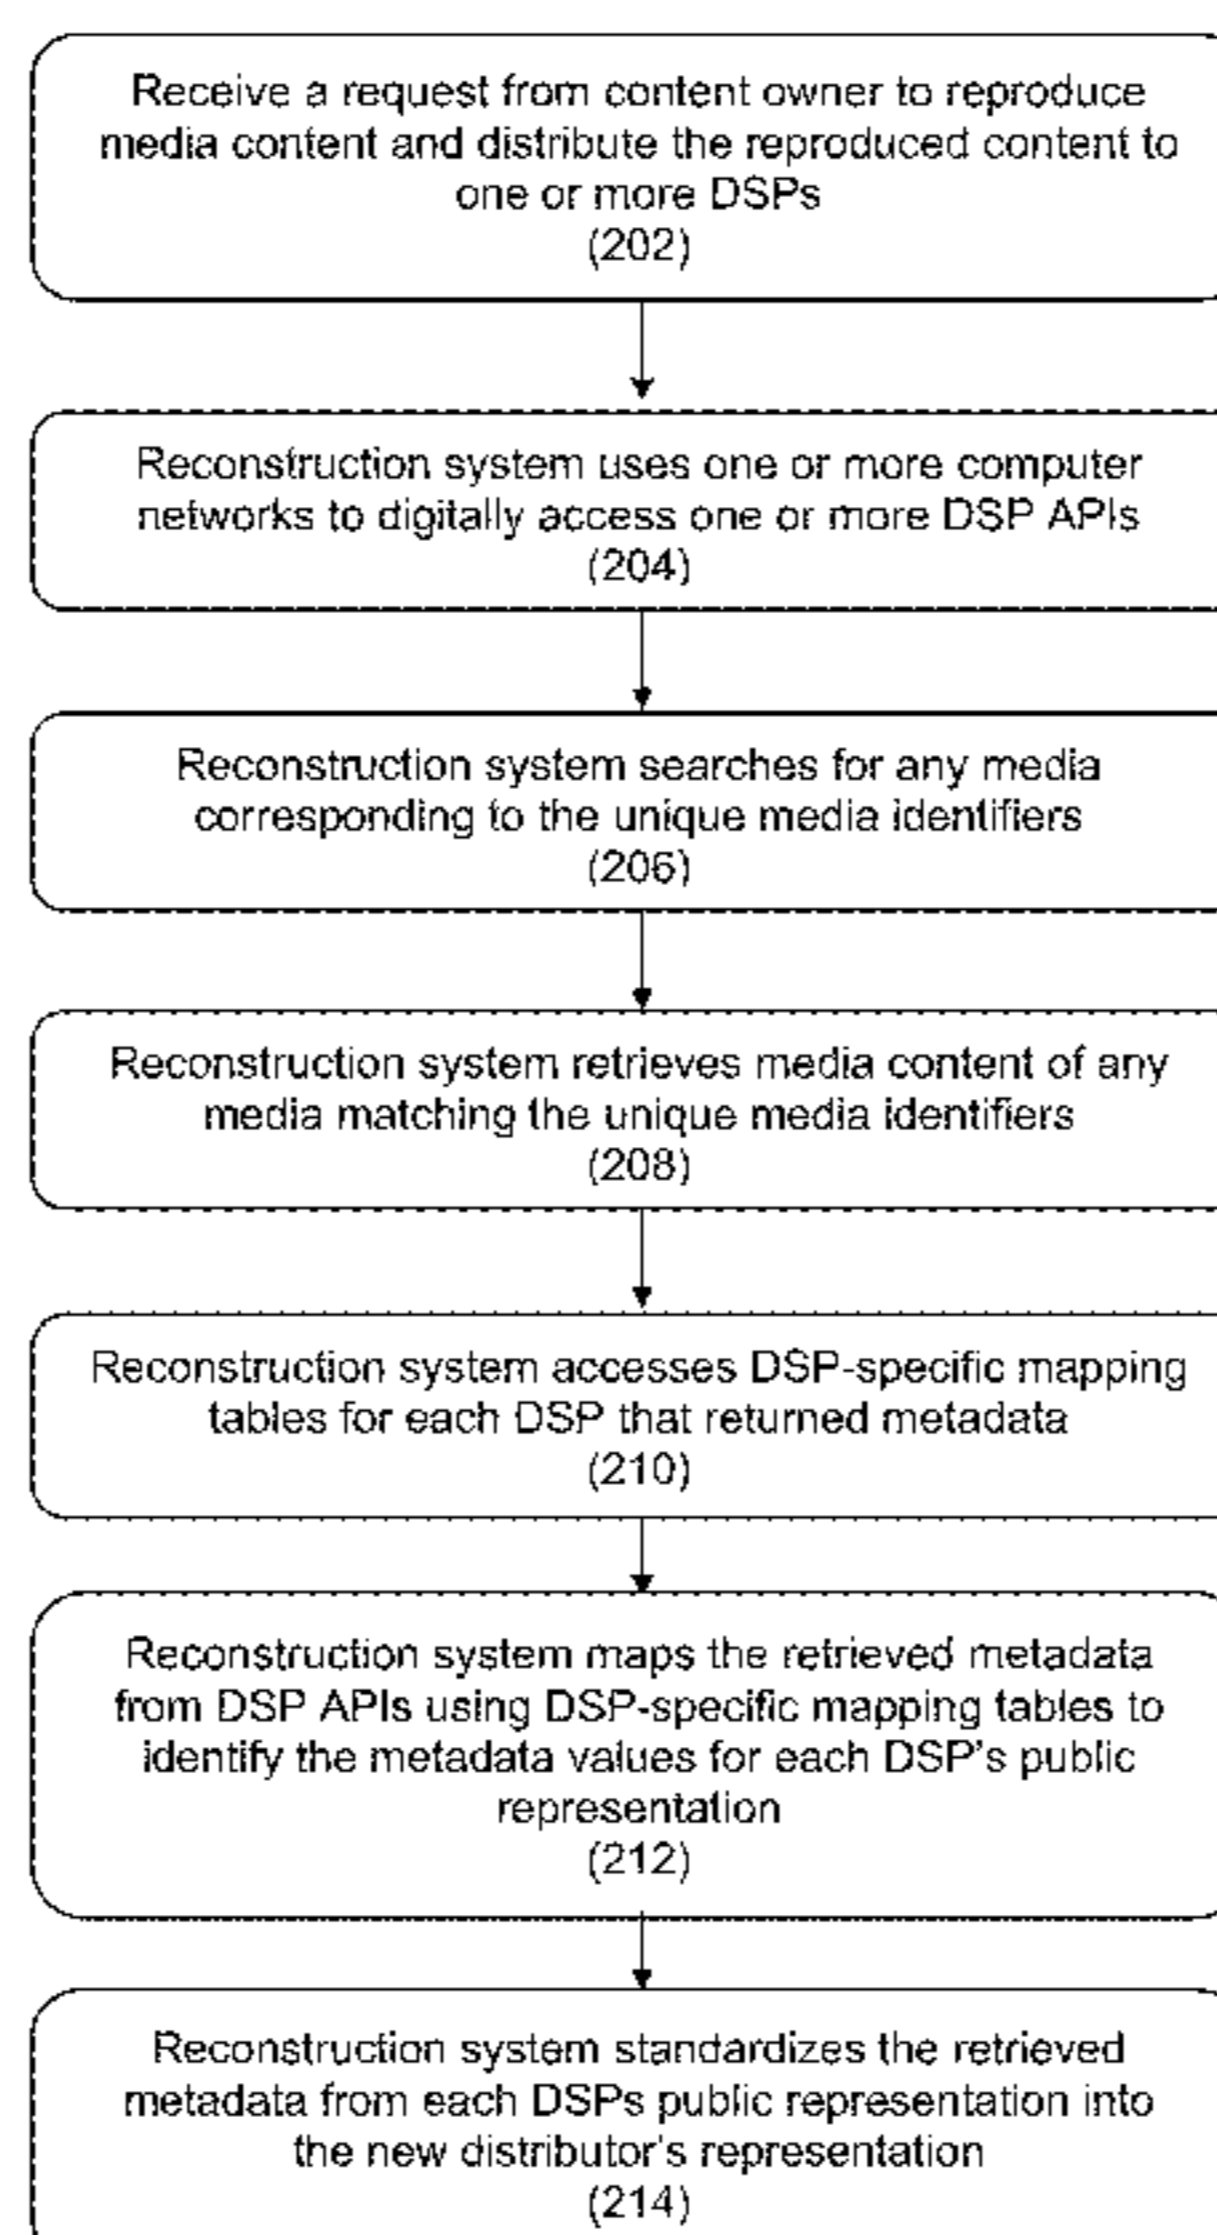 Receive a request from content owner to reproduce
media content and distribute the reproduced content to
one or more DSPs
(202)
Reconstruction system uses one or more computer
networks to digitally access one or more DSP APIs
(204)
Reconstruction system searches for any media
corresponding to the unique media identifiers
(206)
Reconstruction system retrieves media content of any
media matching the unique media identifiers
(208)
Reconstruction system accesses DSP-specific mapping
tables for each DSP that returned metadata
(210)
Reconstruction system maps the retrieved metadata
from DSP APIs using DSP-specific mapping tables to
identify the metadata values for each DSP's public
representation
(212)
Reconstruction system standardizes the retrieved
metadata from each DSPs public representation into
the new distributor's representation
(214)